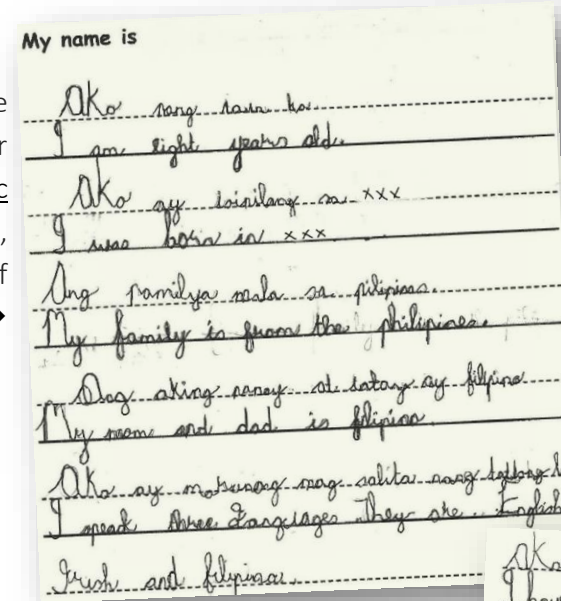 My name is
Ako nang
I am eight years old.
Ako ay isinilang sa xxx
I was born in xxx
Ang pamilya mula sa pilipinas.
My family is from the philipines.
aking nanay at tatay ay filipino
My mom and dad is filipino
Ako ay marunong mag salita nang tatlong
I speak three languages They are English
Irish and filipino.
Ako
I
e
r
c
,
f